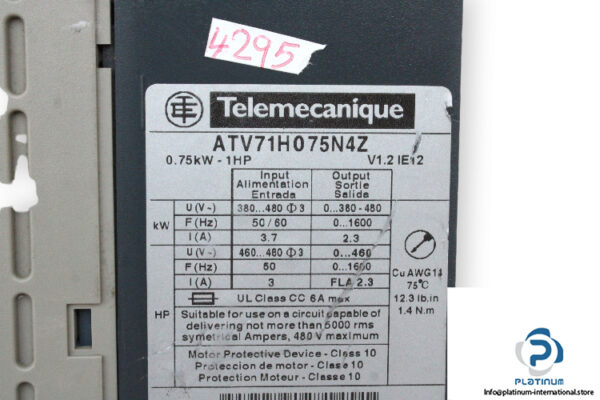 4295
Telemecanique
ATV71H075N4Z
0.75kW - 1HP V1.2 IE12
Input Output
Alimentation Sortie
Entrada Salida
kW
U (V~) 380...480 Φ 3 0...380 - 480
F (Hz) 50 / 60 0...1600
I (A) 3.7 2.3
HP
U (V~) 460...480 Φ 3 0...460
F (Hz) 60 0...1600
I (A) 3 FLA 2.3
Cu AWG14
75°C
12.3 lb.in
1.4 N.m
UL Class CC 6A max
Suitable for use on a circuit capable of
delivering not more than 5000 rms
symetrical Ampers, 480 V maximum
Motor Protective Device - Class 10
Proteccion de motor - Clase 10
Protection Moteur - Classe 10
PLATINUM
INTERNATIONAL
Info@platinum-international.store